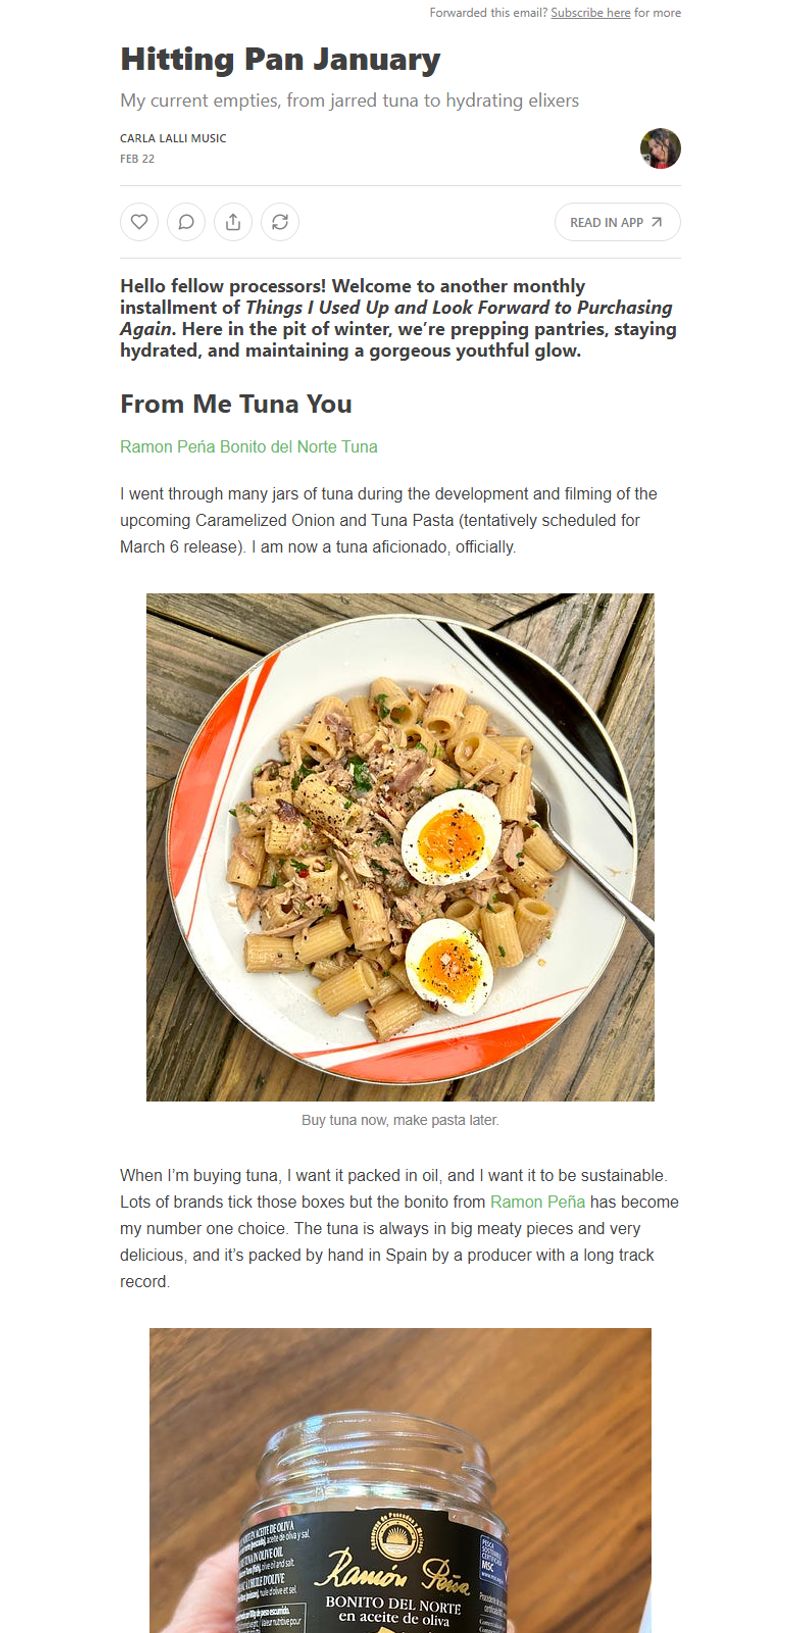 Forwarded this email? Subscribe here for more
Hitting Pan January
My current empties, from jarred tuna to hydrating elixers
CARLA LALLI MUSIC
FEB 22
READ IN APP
Hello fellow processors! Welcome to another monthly
installment of Things I Used Up and Look Forward to Purchasing
Again. Here in the pit of winter, we’re prepping pantries, staying
hydrated, and maintaining a gorgeous youthful glow.
From Me Tuna You
Ramon Peña Bonito del Norte Tuna
I went through many jars of tuna during the development and filming of the
upcoming Caramelized Onion and Tuna Pasta (tentatively scheduled for
March 6 release). I am now a tuna aficionado, officially.
Buy tuna now, make pasta later.
When I’m buying tuna, I want it packed in oil, and I want it to be sustainable.
Lots of brands tick those boxes but the bonito from Ramon Peña has become
my number one choice. The tuna is always in big meaty pieces and very
delicious, and it’s packed by hand in Spain by a producer with a long track
record.
Ramón Peña
BONITO DEL NORTE
en aceite de oliva
MSC